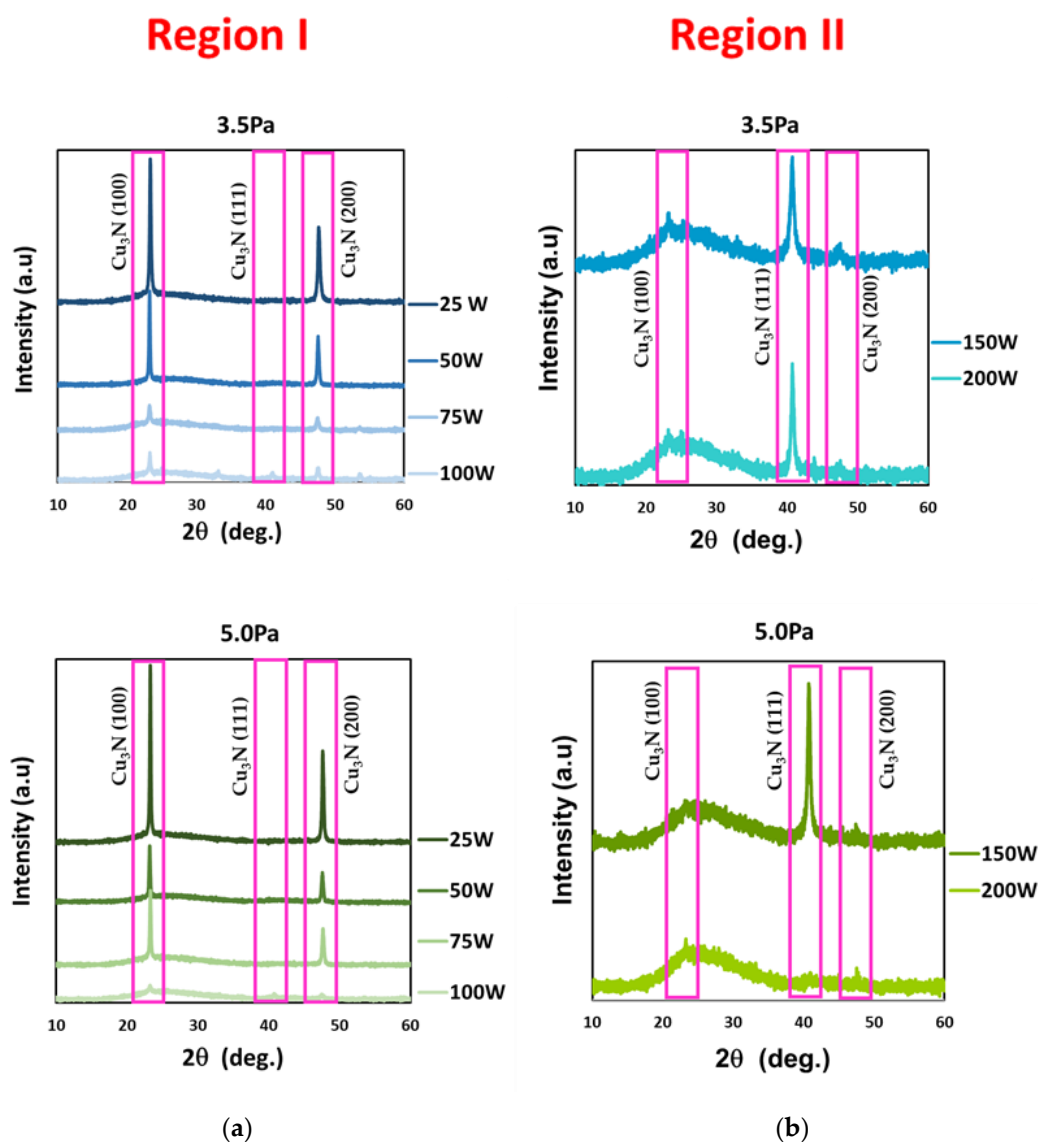 Region I
Region II
3.5Pa
Intensity (a.u)
Cu₃N (100)
Cu₃N (111)
Cu₃N (200)
25 W
50W
75W
100W
10 20 30 40 50 60
2θ (deg.)
3.5Pa
Intensity (a.u)
Cu₃N (100)
Cu₃N (111)
Cu₃N (200)
150W
200W
10 20 30 40 50 60
2θ (deg.)
5.0Pa
Intensity (a.u)
Cu₃N (100)
Cu₃N (111)
Cu₃N (200)
25W
50W
75W
100W
10 20 30 40 50 60
2θ (deg.)
5.0Pa
Intensity (a.u)
Cu₃N (100)
Cu₃N (111)
Cu₃N (200)
150W
200W
10 20 30 40 50 60
2θ (deg.)
(a)
(b)